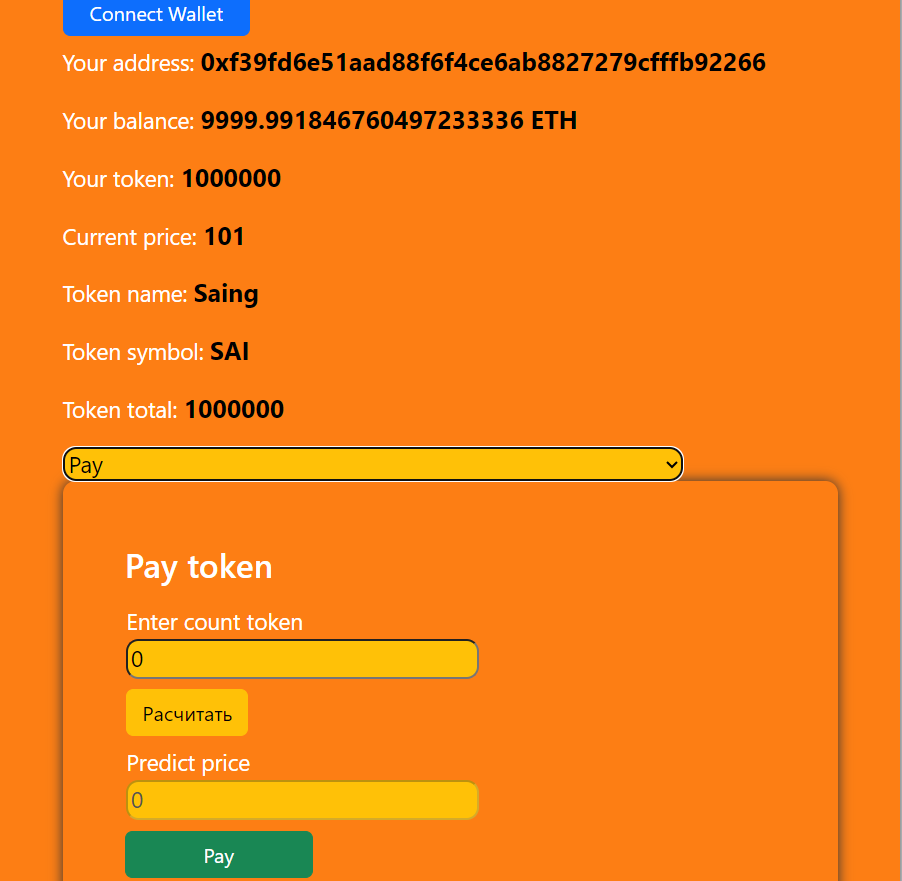 Connect Wallet
Your address: 0xf39fd6e51aad88f6f4ce6ab8827279cfffb92266
Your balance: 9999.991846760497233336 ETH
Your token: 1000000
Current price: 101
Token name: Saing
Token symbol: SAI
Token total: 1000000
Pay
Pay token
Enter count token
0
Расчитать
Predict price
0
Pay